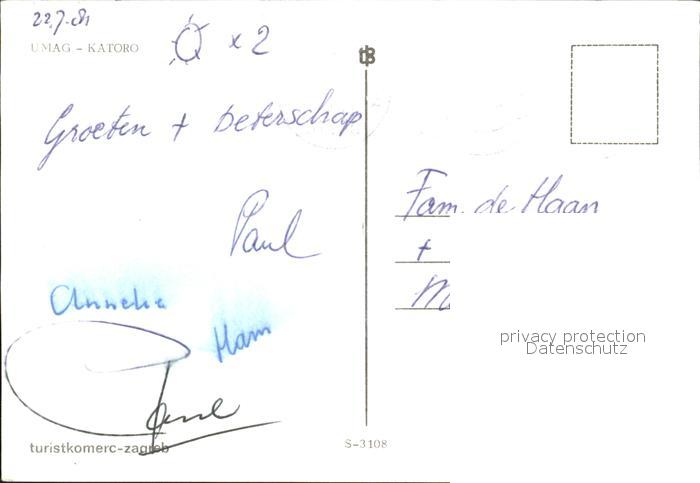 22.7.81
UMAG – KATORO
x 2
Groeten + beterschap
Paul
Anneke
Ham
turistkomerc-zagreb
S-3108
Fam. de Haan
+
M
privacy protection
Datenschutz